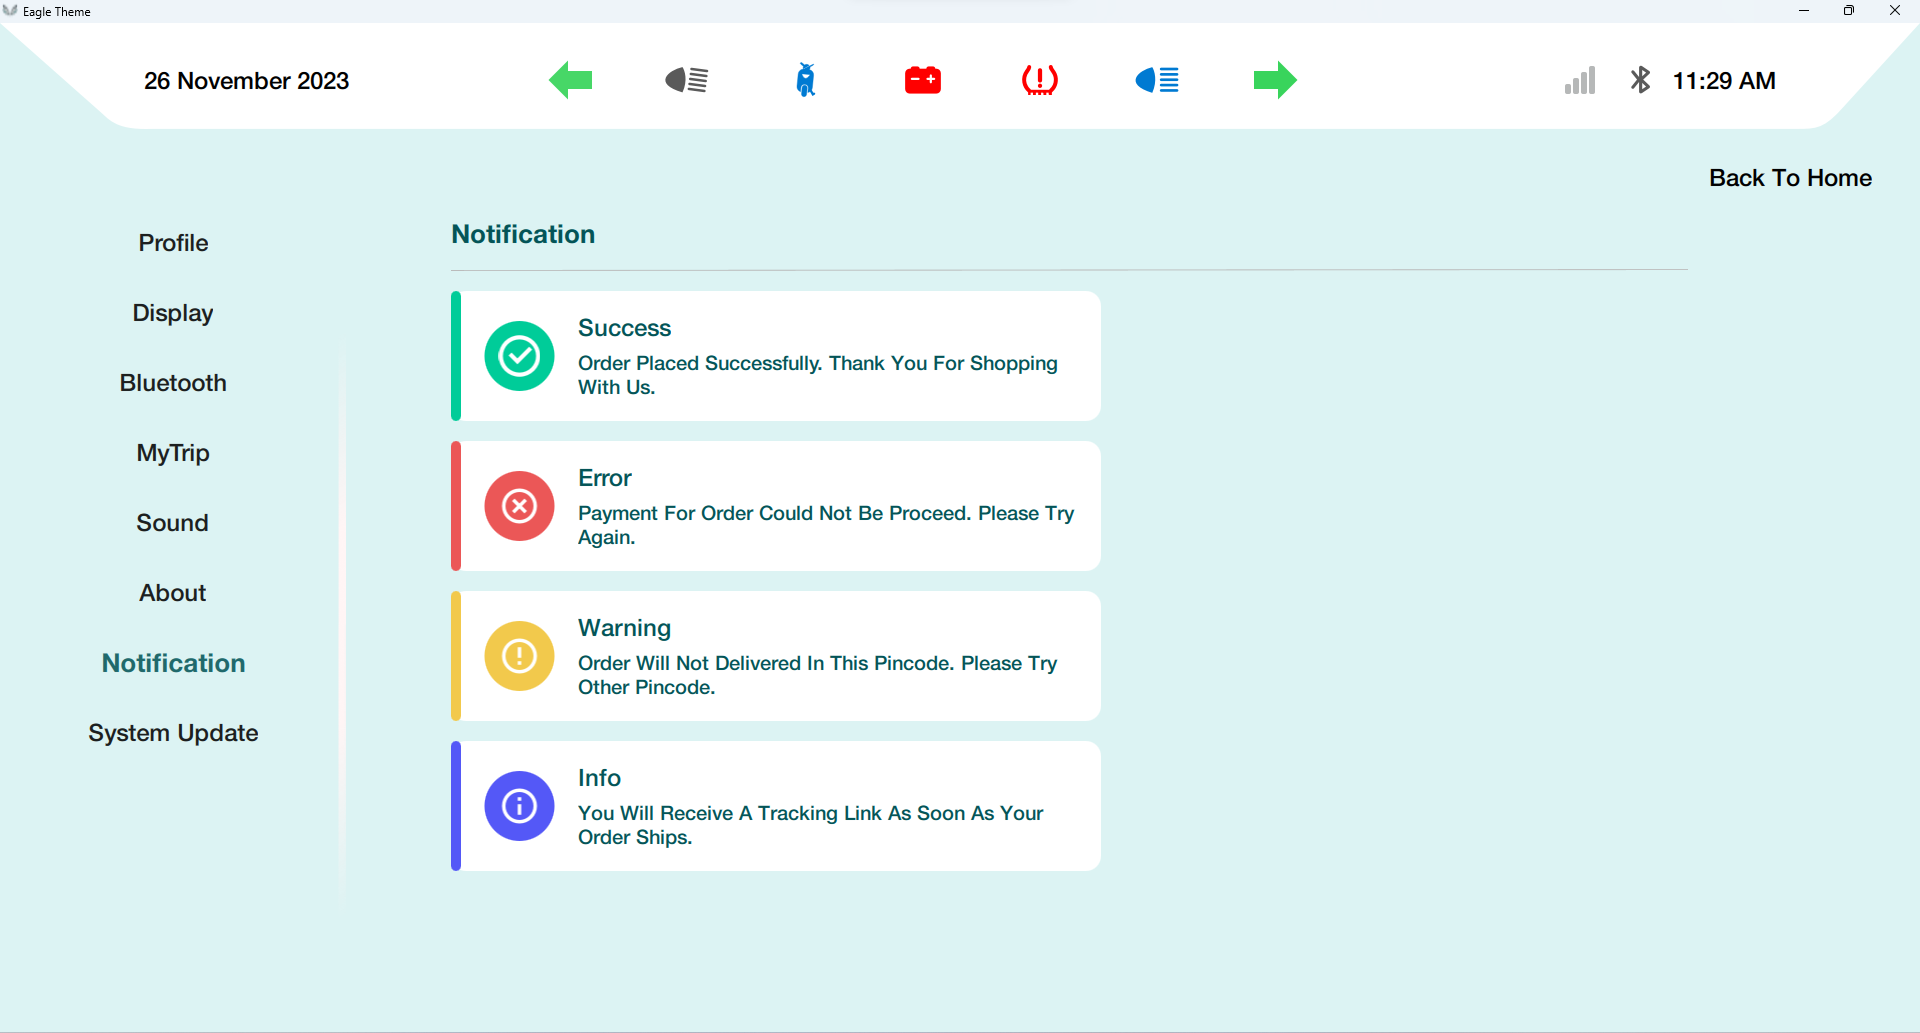 Eagle Theme
26 November 2023
11:29 AM
Back To Home
Profile
Display
Bluetooth
MyTrip
Sound
About
Notification
System Update
Notification
Success
Order Placed Successfully. Thank You For Shopping
With Us.
Error
Payment For Order Could Not Be Proceed. Please Try
Again.
Warning
Order Will Not Delivered In This Pincode. Please Try
Other Pincode.
Info
You Will Receive A Tracking Link As Soon As Your
Order Ships.